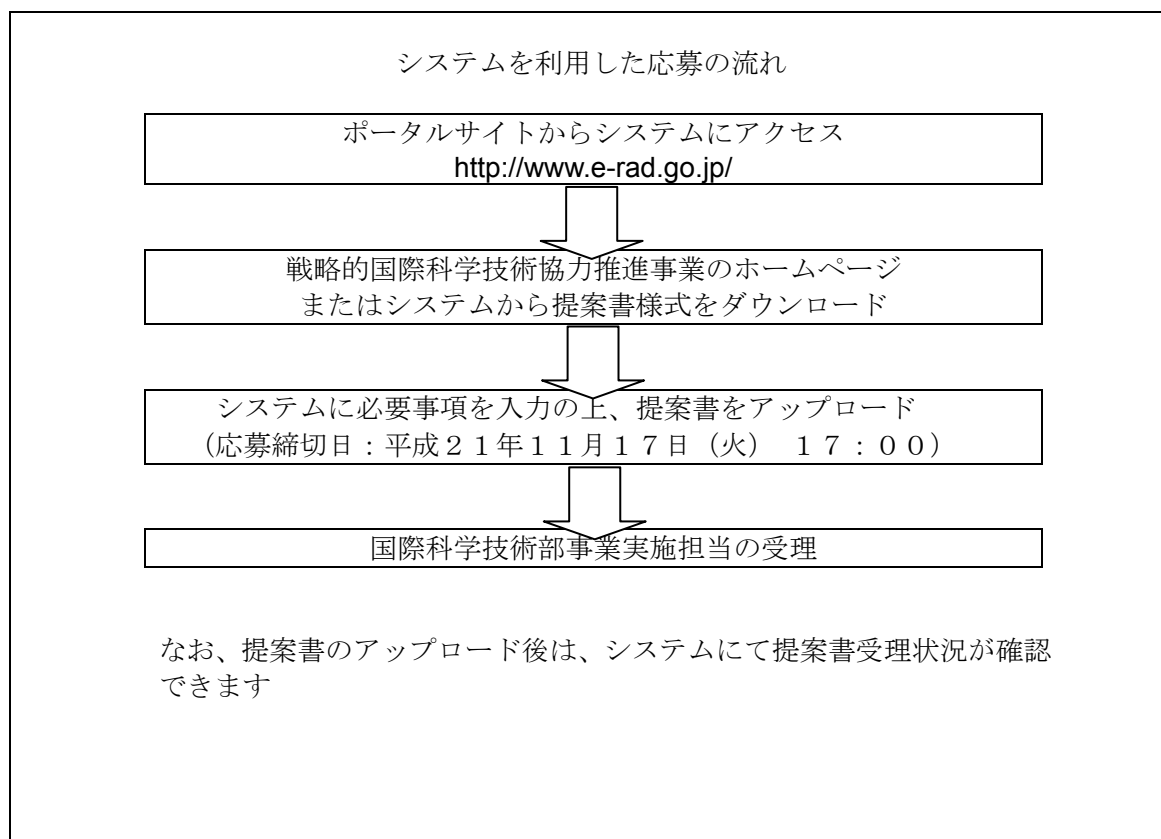 システムを利用した応募の流れ
ポータルサイトからシステムにアクセス
http://www.e-rad.go.jp/
戦略的国際科学技術協力推進事業のホームページ
またはシステムから提案書様式をダウンロード
システムに必要事項を入力の上、提案書をアップロード
（応募締切日：平成２１年１１月１７日（火）　１７：００）
国際科学技術部事業実施担当の受理
なお、提案書のアップロード後は、システムにて提案書受理状況が確認
できます